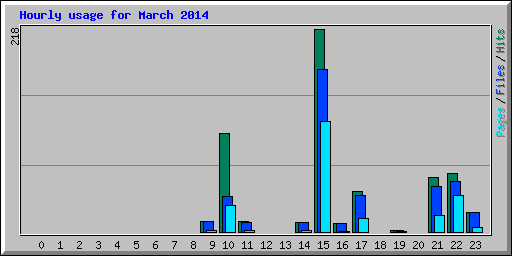 Hourly usage for March 2014
218
Pages/Files/Hits
0 1 2 3 4 5 6 7 8 9 10 11 12 13 14 15 16 17 18 19 20 21 22 23